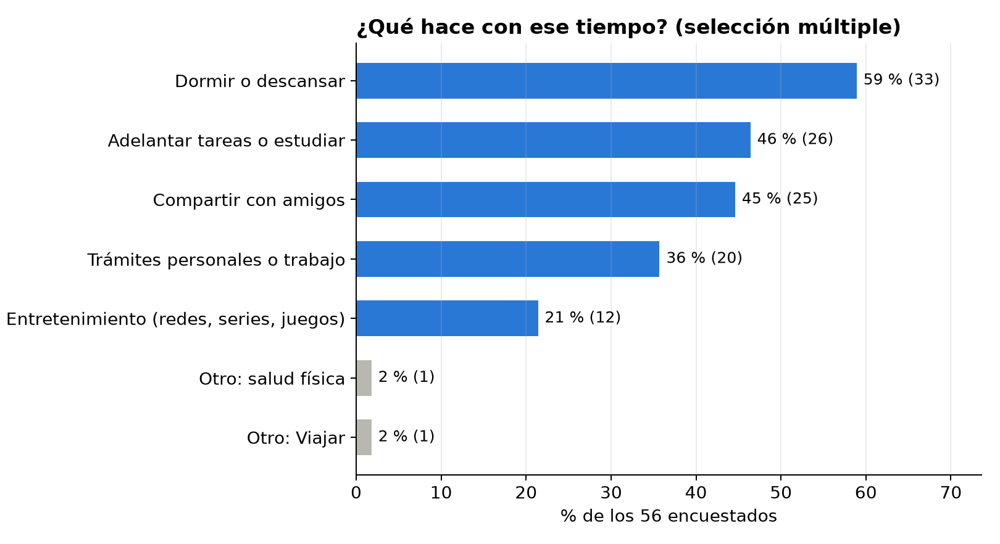 ¿Qué hace con ese tiempo? (selección múltiple)
Dormir o descansar
59 % (33)
Adelantar tareas o estudiar
46 % (26)
Compartir con amigos
45 % (25)
Trámites personales o trabajo
36 % (20)
Entretenimiento (redes, series, juegos)
21 % (12)
Otro: salud física
2 % (1)
Otro: Viajar
2 % (1)
0 10 20 30 40 50 60 70
% de los 56 encuestados